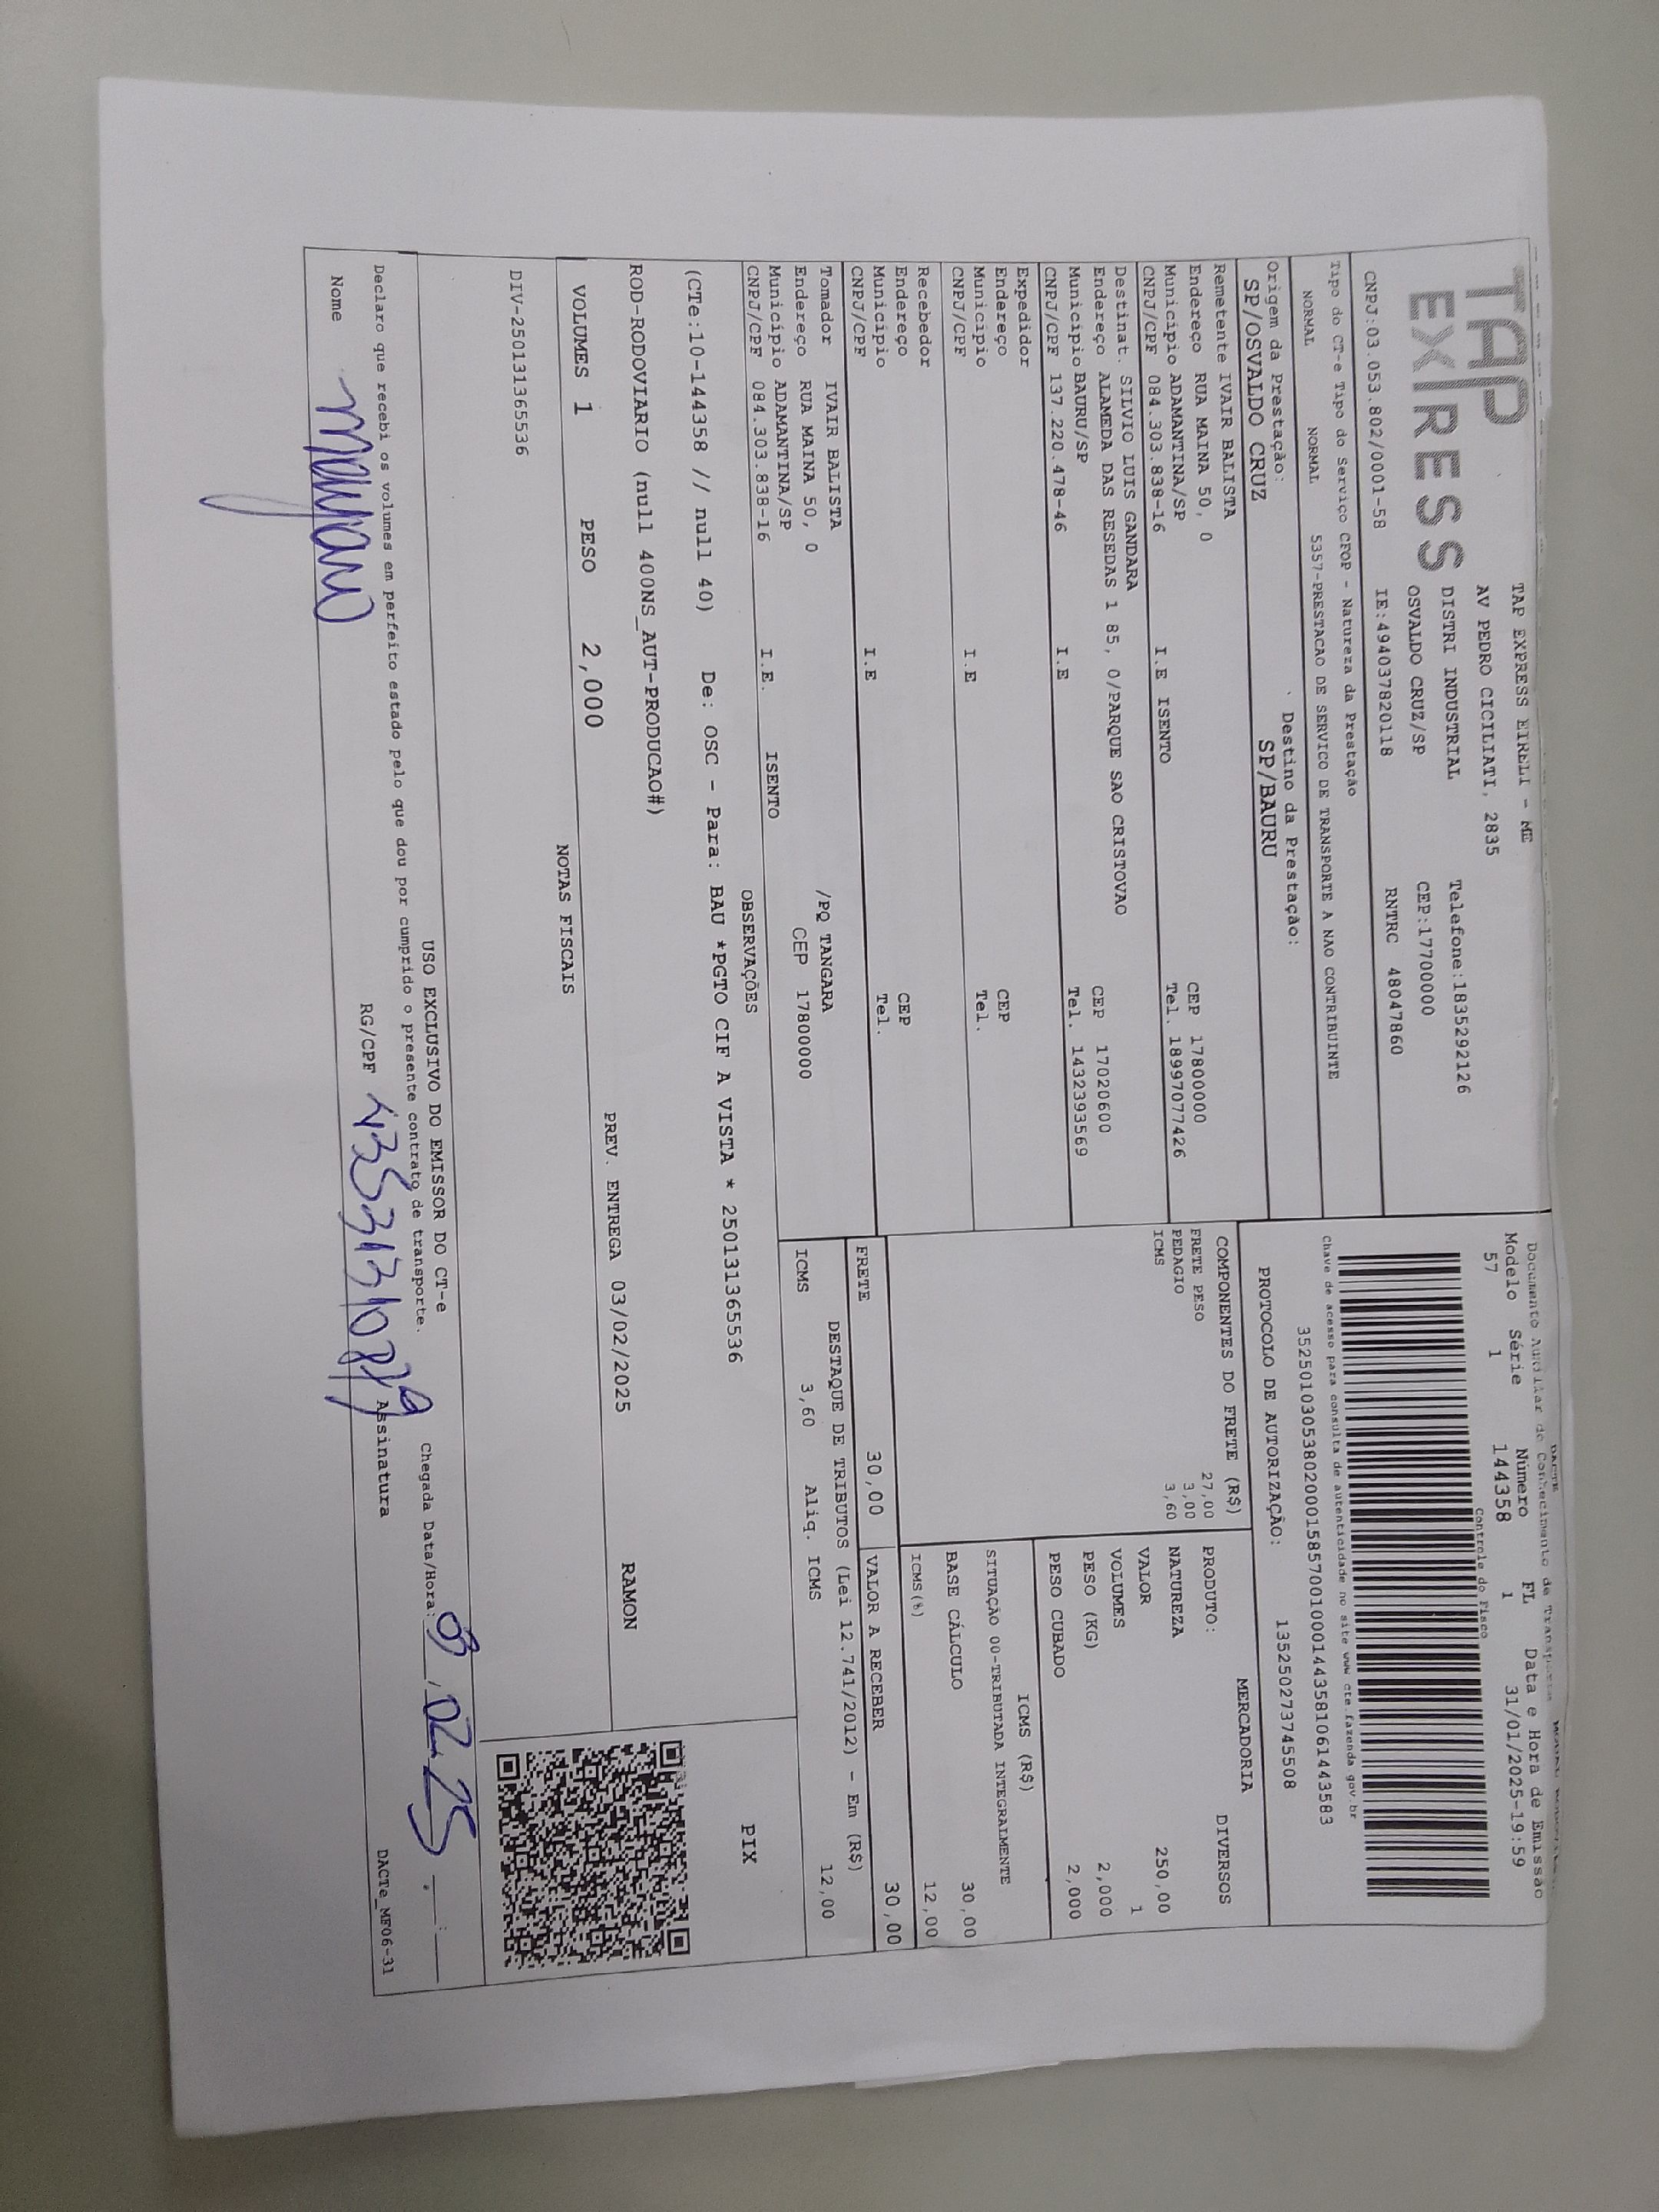 TAP
EXPRESS
TAP EXPRESS EIRELI - ME
AV PEDRO CICILIATI, 2835
DISTRI INDUSTRIAL Telefone:1835292126
OSVALDO CRUZ/SP CEP:17700000
CNPJ:03.053.802/0001-58 IE:494037820118 RNTRC 48047860
DACTE
Documento Auxiliar do Conhecimento de Transporte
Modelo Série Número FL Data e Hora de Emissão
57 1 144358 1 31/01/2025-19:59
Controle do Fisco
Chave de acesso para consulta de autenticidade no site www.cte.fazenda.gov.br
35250103053802000158570010001443581061443583
PROTOCOLO DE AUTORIZAÇÃO: 135250273745508
Tipo do CT-e Tipo do Serviço CFOP - Natureza da Prestação
NORMAL NORMAL 5357-PRESTACAO DE SERVICO DE TRANSPORTE A NAO CONTRIBUINTE
Origem da Prestação: Destino da Prestação:
SP/OSVALDO CRUZ SP/BAURU
Remetente IVAIR BALISTA
Endereço RUA MAINA 50, 0 CEP 17800000
Município ADAMANTINA/SP Tel. 18997077426
CNPJ/CPF 084.303.838-16 I.E ISENTO
Destinat. SILVIO LUIS GANDARA
Endereço ALAMEDA DAS RESEDAS 1 85, 0/PARQUE SAO CRISTOVAO CEP 17020600
Município BAURU/SP Tel. 1432393569
CNPJ/CPF 137.220.478-46 I.E
Expedidor
Endereço CEP
Município Tel.
CNPJ/CPF I.E
Recebedor
Endereço CEP
Município Tel.
CNPJ/CPF I.E
Tomador IVAIR BALISTA /PQ TANGARA
Endereço RUA MAINA 50, 0 CEP 17800000
Município ADAMANTINA/SP
CNPJ/CPF 084.303.838-16 I.E. ISENTO
COMPONENTES DO FRETE (R$)
FRETE PESO 27,00
PEDAGIO 3,00
ICMS 3,60
MERCADORIA
PRODUTO: DIVERSOS
NATUREZA
VALOR 250,00
VOLUMES 1
PESO (KG) 2,000
PESO CUBADO 2,000
ICMS (R$)
SITUAÇÃO 00-TRIBUTADA INTEGRALMENTE
BASE CÁLCULO 30,00
ICMS(%) 12,00
FRETE 30,00 VALOR A RECEBER 30,00
DESTAQUE DE TRIBUTOS (Lei 12.741/2012) - Em (R$)
ICMS 3,60 Aliq. ICMS 12,00
OBSERVAÇÕES
(CTe:10-144358 // null 40) De: OSC - Para: BAU *PGTO CIF A VISTA * 250131365536
ROD-RODOVIARIO (null 400NS_AUT-PRODUCAO#)
PIX
RAMON
VOLUMES 1 PESO 2,000 PREV. ENTREGA 03/02/2025
NOTAS FISCAIS
DIV-250131365536
USO EXCLUSIVO DO EMISSOR DO CT-e
Declaro que recebi os volumes em perfeito estado pelo que dou por cumprido o presente contrato de transporte.
Chegada Data/Hora: 03,02,25
Nome RG/CPF Assinatura
DACTe_MF06-31